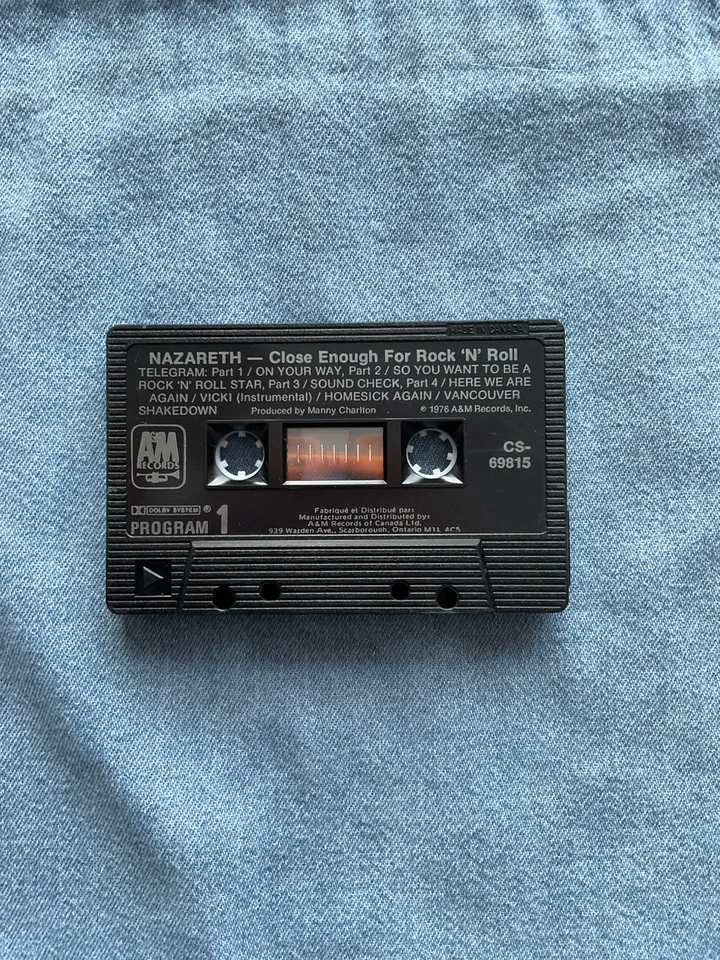 MADE IN CANADA
NAZARETH — Close Enough For Rock 'N' Roll
TELEGRAM: Part 1 / ON YOUR WAY, Part 2 / SO YOU WANT TO BE A
ROCK 'N' ROLL STAR, Part 3 / SOUND CHECK, Part 4 / HERE WE ARE
AGAIN / VICKI (Instrumental) / HOMESICK AGAIN / VANCOUVER
SHAKEDOWN Produced by Manny Charlton ℗ 1976 A&M Records, Inc.
A&M
RECORDS
CS-
69815
DOLBY SYSTEM ®
PROGRAM 1
Fabriqué et Distribué par:
Manufactured and Distributed by:
A&M Records of Canada Ltd.
939 Warden Ave., Scarborough, Ontario M1L 4C5